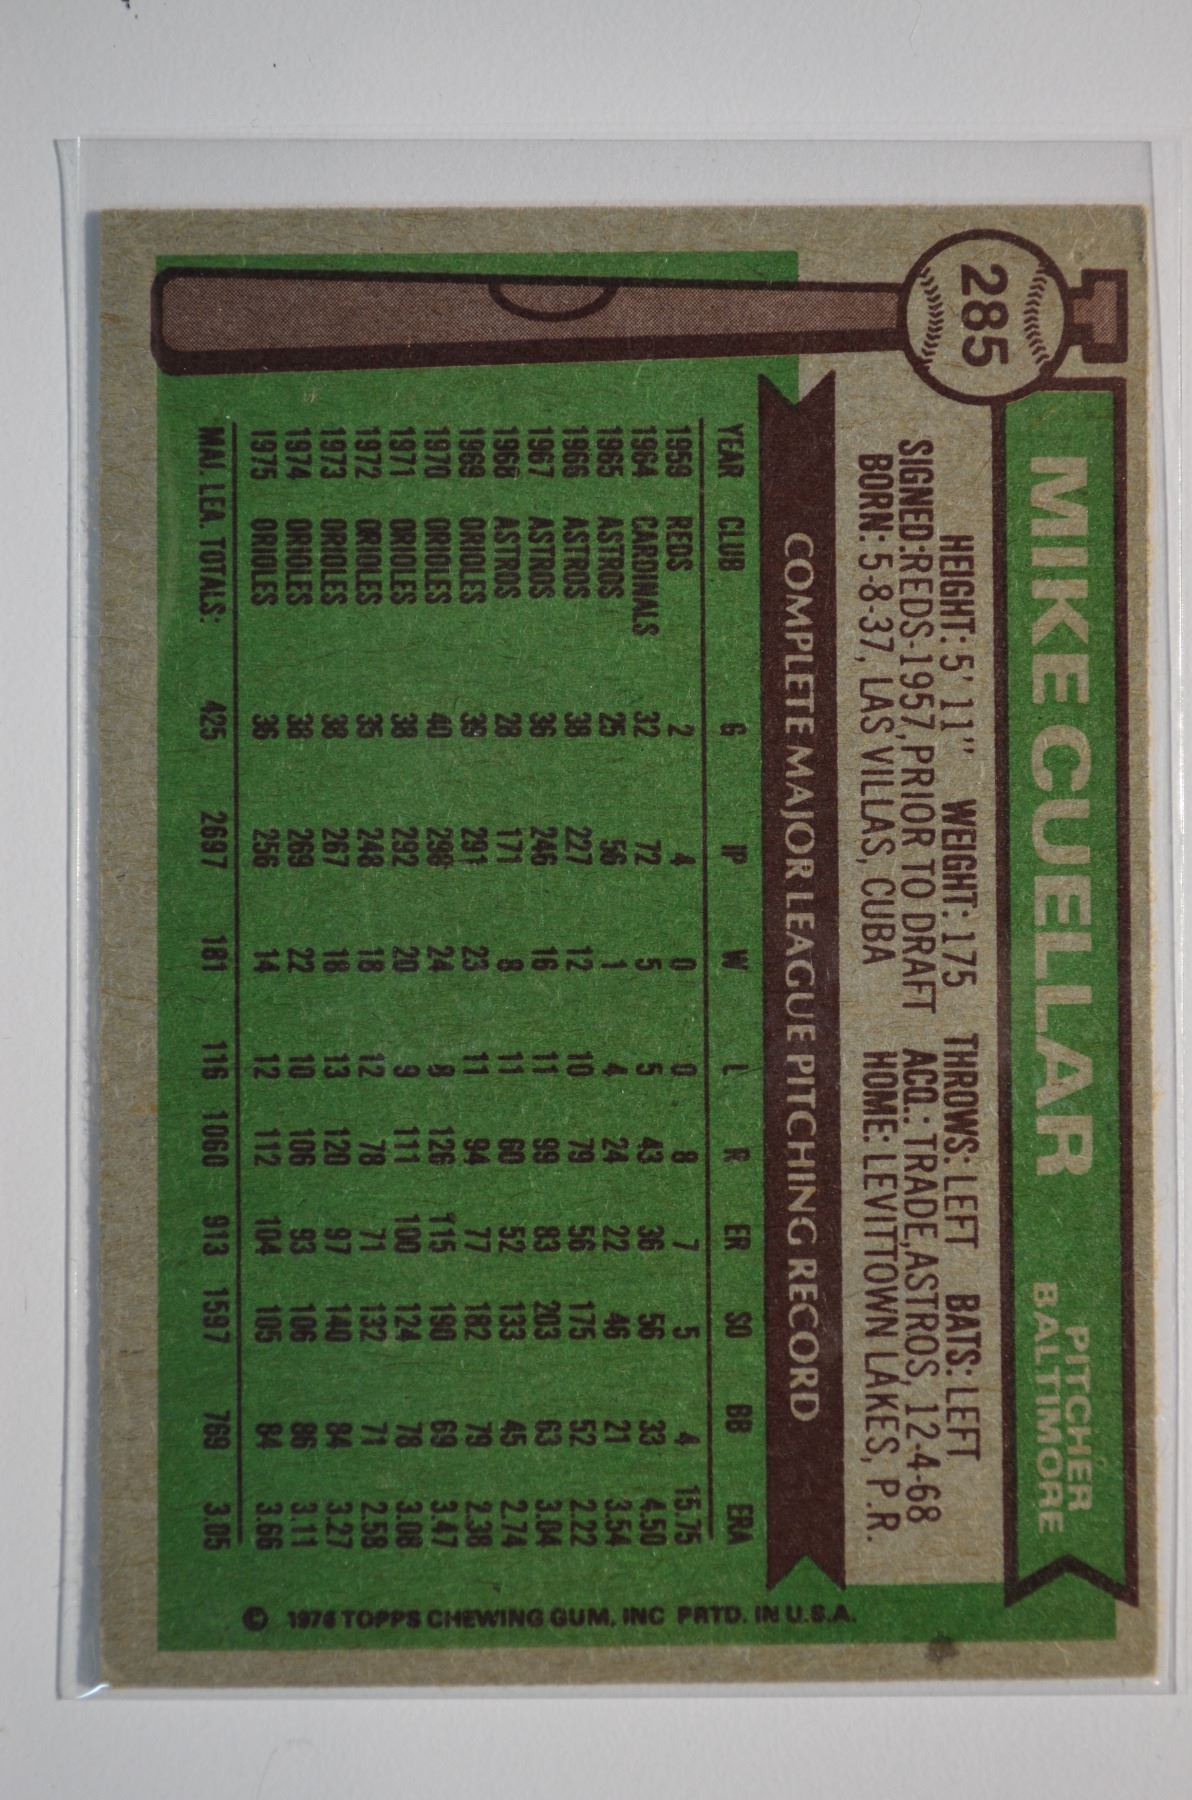 285
MIKE CUELLAR
PITCHER
BALTIMORE
HEIGHT: 5'11" WEIGHT: 175 THROWS: LEFT BATS: LEFT
SIGNED: REDS-1957, PRIOR TO DRAFT ACQ.: TRADE, ASTROS, 12-4-68
BORN: 5-8-37, LAS VILLAS, CUBA HOME: LEVITTOWN LAKES, P.R.
COMPLETE MAJOR LEAGUE PITCHING RECORD
YEAR CLUB G IP W L R ER SO BB ERA
1959 REDS 2 4 0 0 8 7 5 4 15.75
1964 CARDINALS 32 72 5 5 43 36 56 33 4.50
1965 ASTROS 25 56 1 4 24 22 46 21 3.54
1966 ASTROS 38 227 12 10 79 56 175 52 2.22
1967 ASTROS 36 246 16 11 99 83 203 63 3.04
1968 ASTROS 28 171 8 11 60 52 133 45 2.74
1969 ORIOLES 39 291 23 11 94 77 182 79 2.38
1970 ORIOLES 40 298 24 8 126 115 190 69 3.47
1971 ORIOLES 38 292 20 9 111 100 124 78 3.08
1972 ORIOLES 35 248 18 12 78 71 132 71 2.58
1973 ORIOLES 38 267 18 13 120 97 140 84 3.27
1974 ORIOLES 38 269 22 10 106 93 106 86 3.11
1975 ORIOLES 36 256 14 12 112 104 105 84 3.66
MAJ. LEA. TOTALS: 425 2697 181 116 1060 913 1597 769 3.05
© 1976 TOPPS CHEWING GUM, INC PRTD. IN U.S.A.